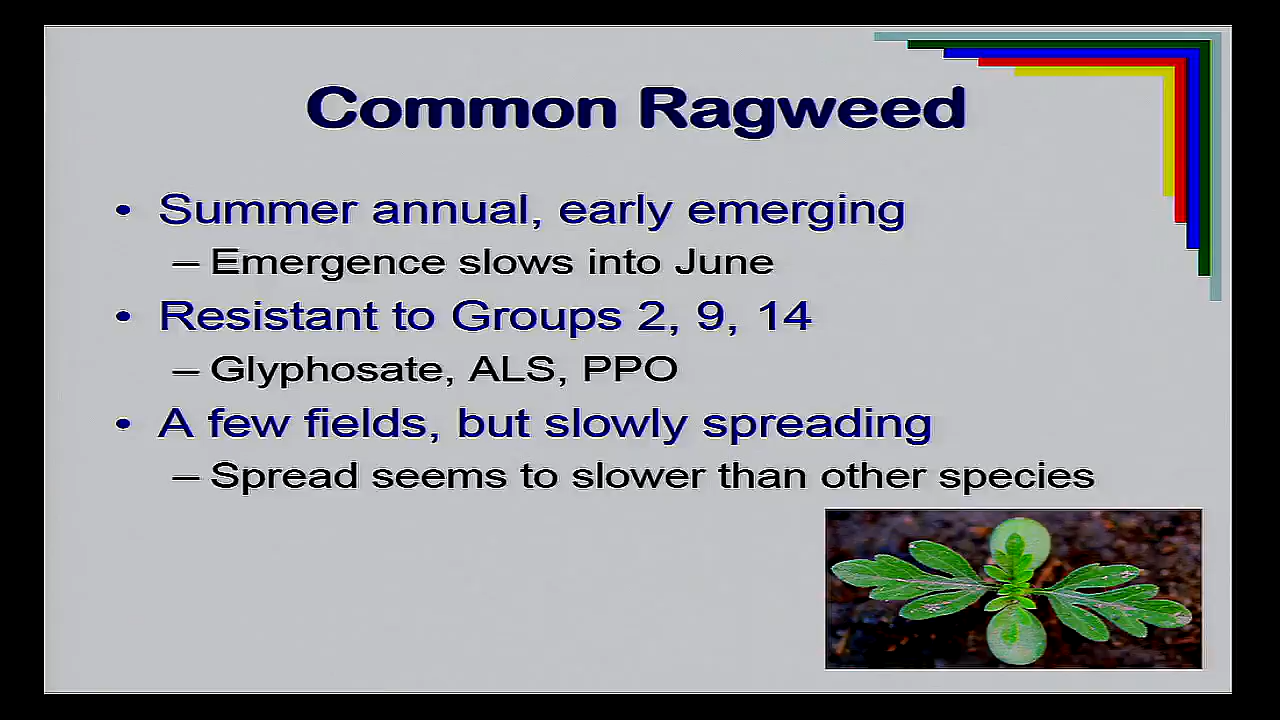 Common Ragweed
• Summer annual, early emerging
– Emergence slows into June
• Resistant to Groups 2, 9, 14
– Glyphosate, ALS, PPO
• A few fields, but slowly spreading
– Spread seems to slower than other species